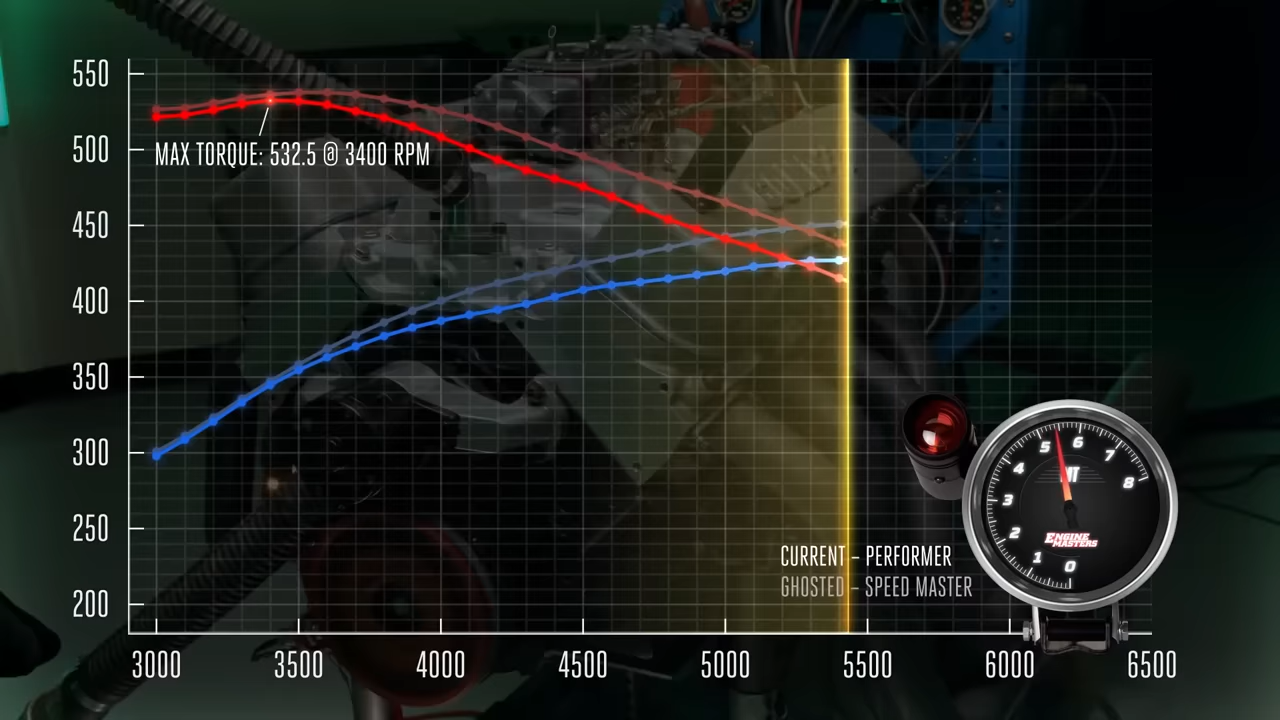 550
500
MAX TORQUE: 532.5 @ 3400 RPM
450
400
350
300
250
200
CURRENT – PERFORMER
GHOSTED – SPEED MASTER
3000 3500 4000 4500 5000 5500 6000 6500
0 1 2 3 4 5 6 7 8
MT
ENGINE
MASTERS